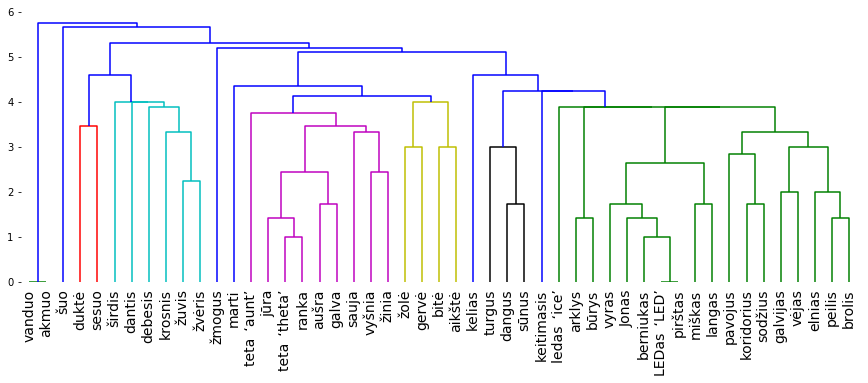 6
5
4
3
2
1
0
vanduo
akmuo
šuo
duktė
sesuo
širdis
dantis
debesis
krosnis
žuvis
žvėris
žmogus
marti
teta ‘aunt’
jūra
teta ‘theta’
ranka
aušra
galva
sauja
vyšnia
žinia
žolė
gervė
bitė
aikštė
kelias
turgus
dangus
sūnus
keitimasis
ledas ‘ice’
arklys
būrys
vyras
Jonas
berniukas
LEDas ‘LED’
pirštas
miškas
langas
pavojus
koridorius
sodžius
galvijas
vėjas
elnias
peilis
brolis